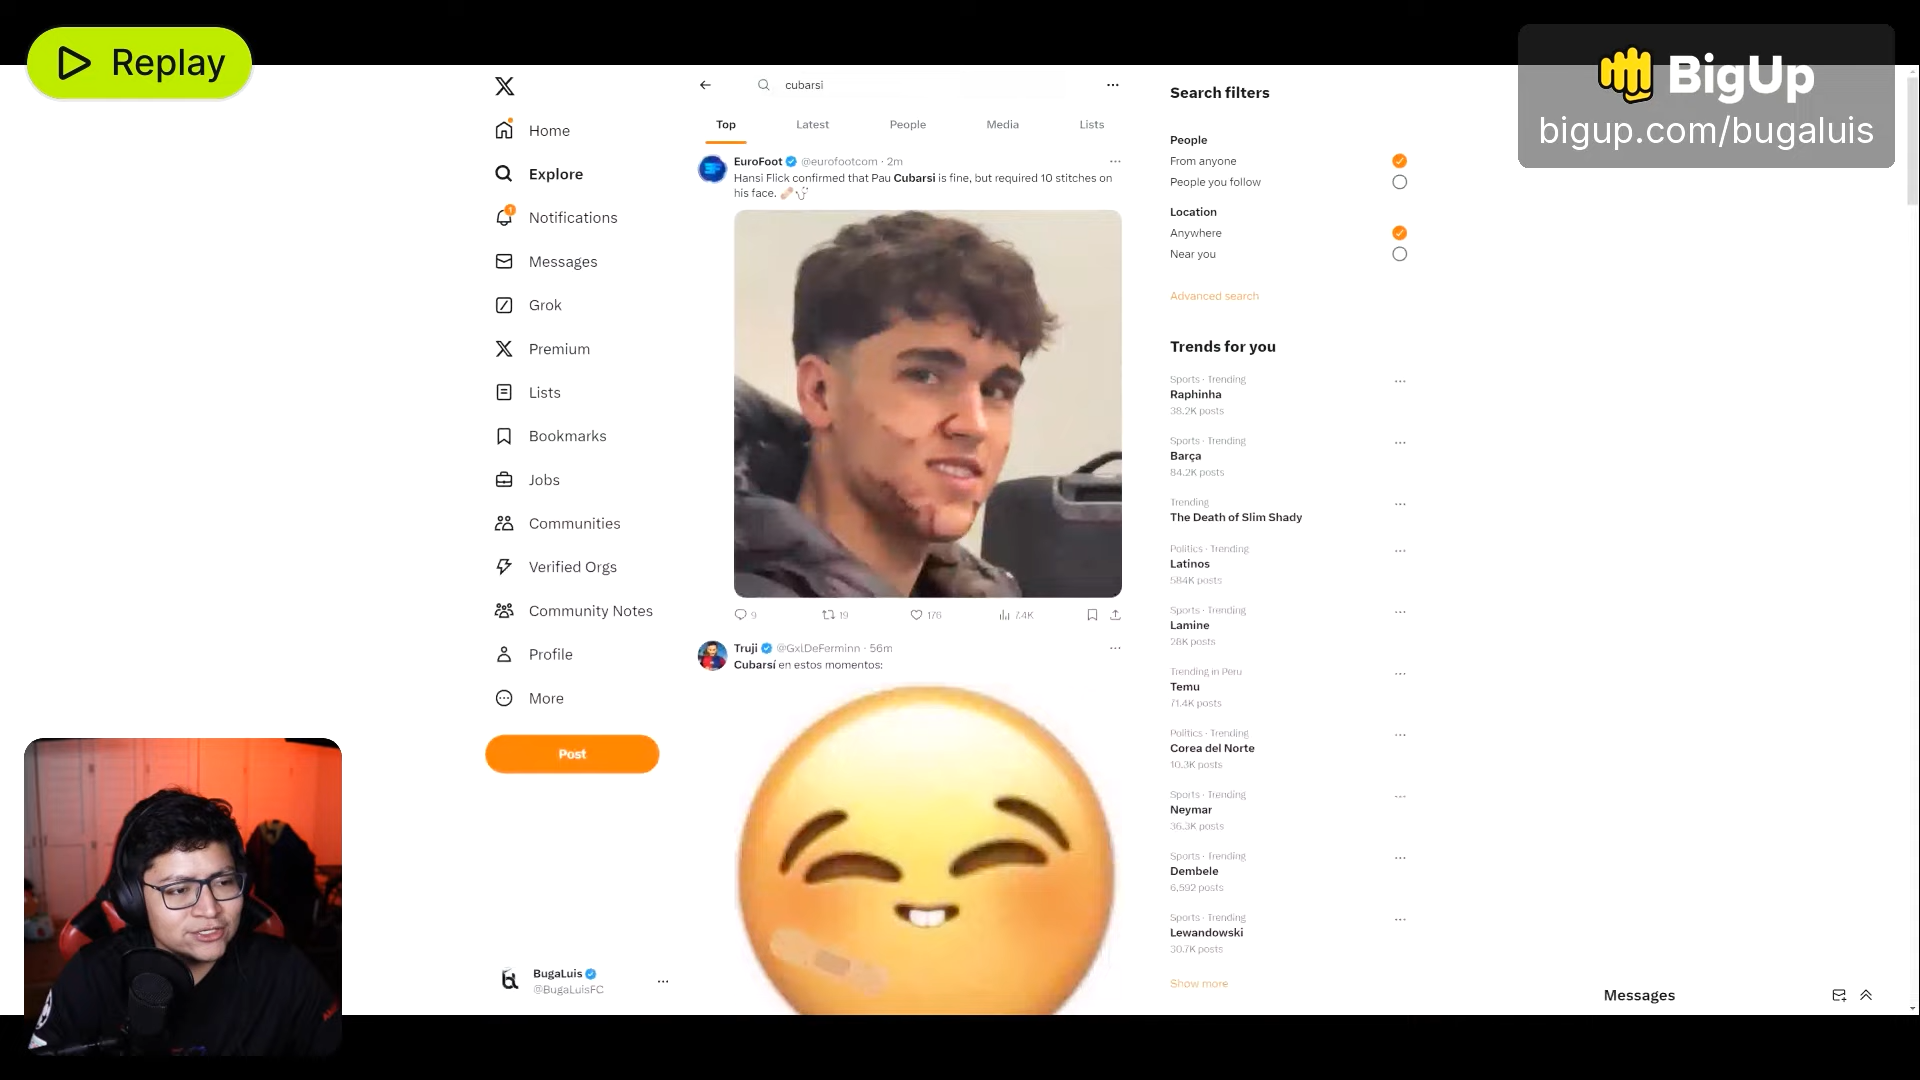 Replay
BigUp
bigup.com/bugaluis
Home
Explore
1
Notifications
Messages
Grok
Premium
Lists
Bookmarks
Jobs
Communities
Verified Orgs
Community Notes
Profile
More
Post
BugaLuis
@BugaLuisFC
cubarsi
Top
Latest
People
Media
Lists
EuroFoot @eurofootcom · 2m
Hansi Flick confirmed that Pau Cubarsi is fine, but required 10 stitches on
his face.
9
19
176
7.4K
Truji @GxlDeFerminn · 56m
Cubarsí en estos momentos:
Search filters
People
From anyone
People you follow
Location
Anywhere
Near you
Advanced search
Trends for you
Sports · Trending
Raphinha
38.2K posts
Sports · Trending
Barça
84.2K posts
Trending
The Death of Slim Shady
Politics · Trending
Latinos
584K posts
Sports · Trending
Lamine
28K posts
Trending in Peru
Temu
71.4K posts
Politics · Trending
Corea del Norte
10.3K posts
Sports · Trending
Neymar
36.3K posts
Sports · Trending
Dembele
6,592 posts
Sports · Trending
Lewandowski
30.7K posts
Show more
Messages